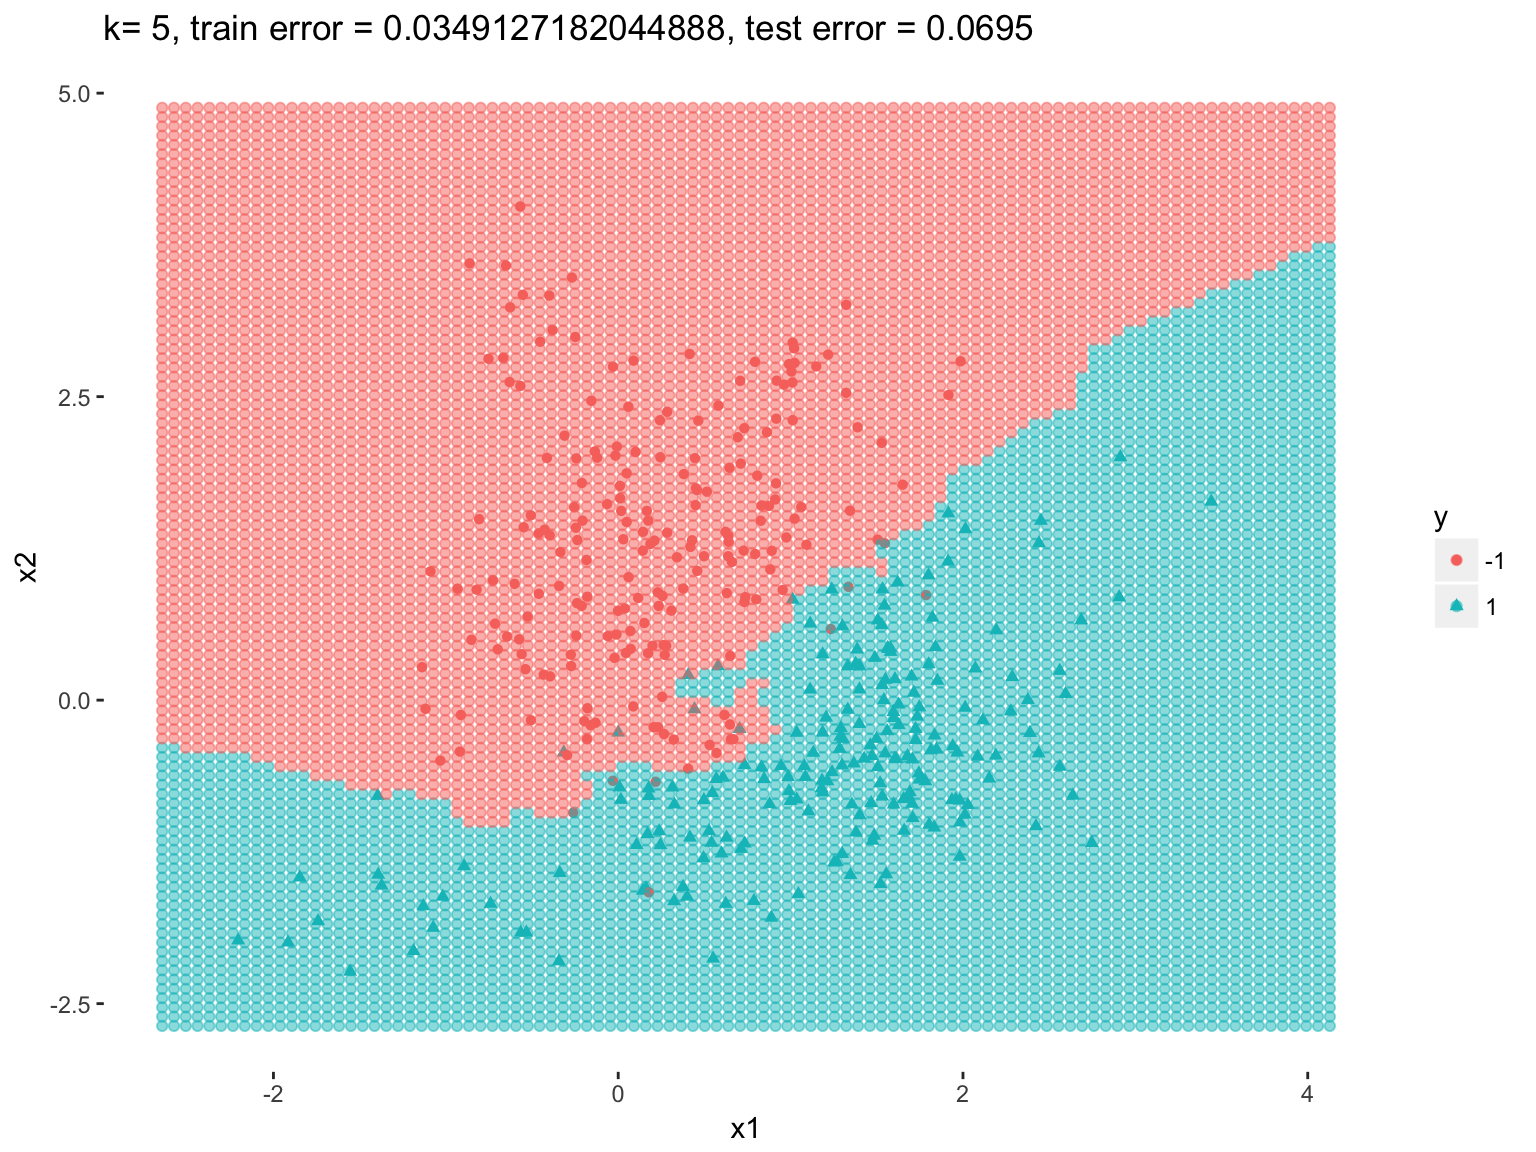 k= 5, train error = 0.0349127182044888, test error = 0.0695
5.0
2.5
0.0
-2.5
x2
-2
0
2
4
x1
y
-1
1